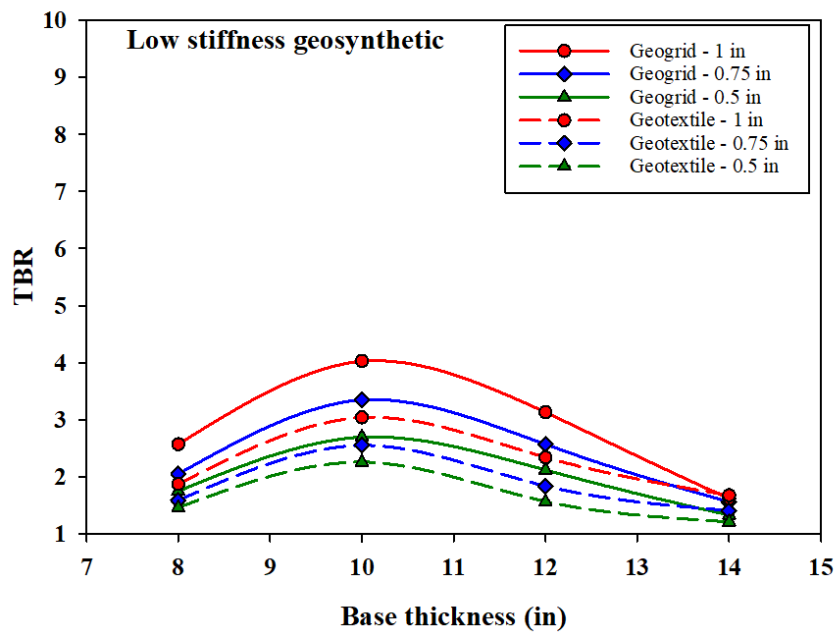 Low stiffness geosynthetic
Geogrid - 1 in
Geogrid - 0.75 in
Geogrid - 0.5 in
Geotextile - 1 in
Geotextile - 0.75 in
Geotextile - 0.5 in
TBR
10
9
8
7
6
5
4
3
2
1
7 8 9 10 11 12 13 14 15
Base thickness (in)